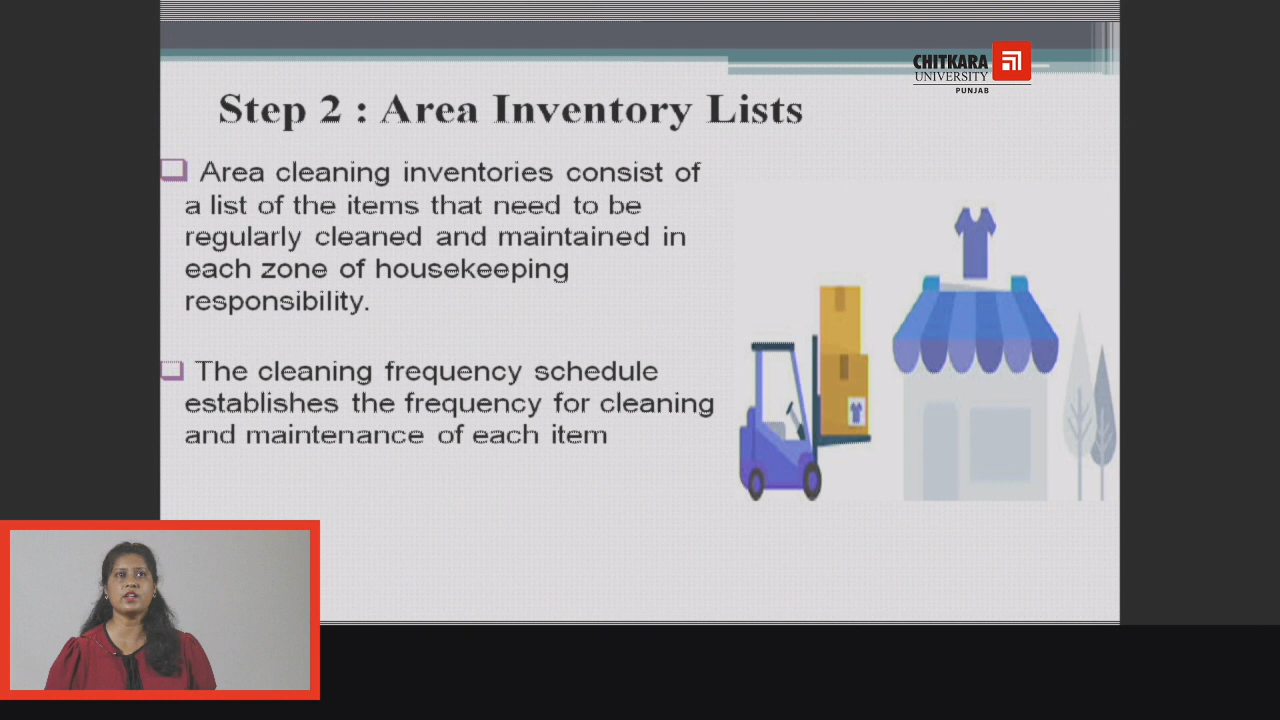 CHITKARA
UNIVERSITY
PUNJAB
Step 2 : Area Inventory Lists
Area cleaning inventories consist of
a list of the items that need to be
regularly cleaned and maintained in
each zone of housekeeping
responsibility.
The cleaning frequency schedule
establishes the frequency for cleaning
and maintenance of each item